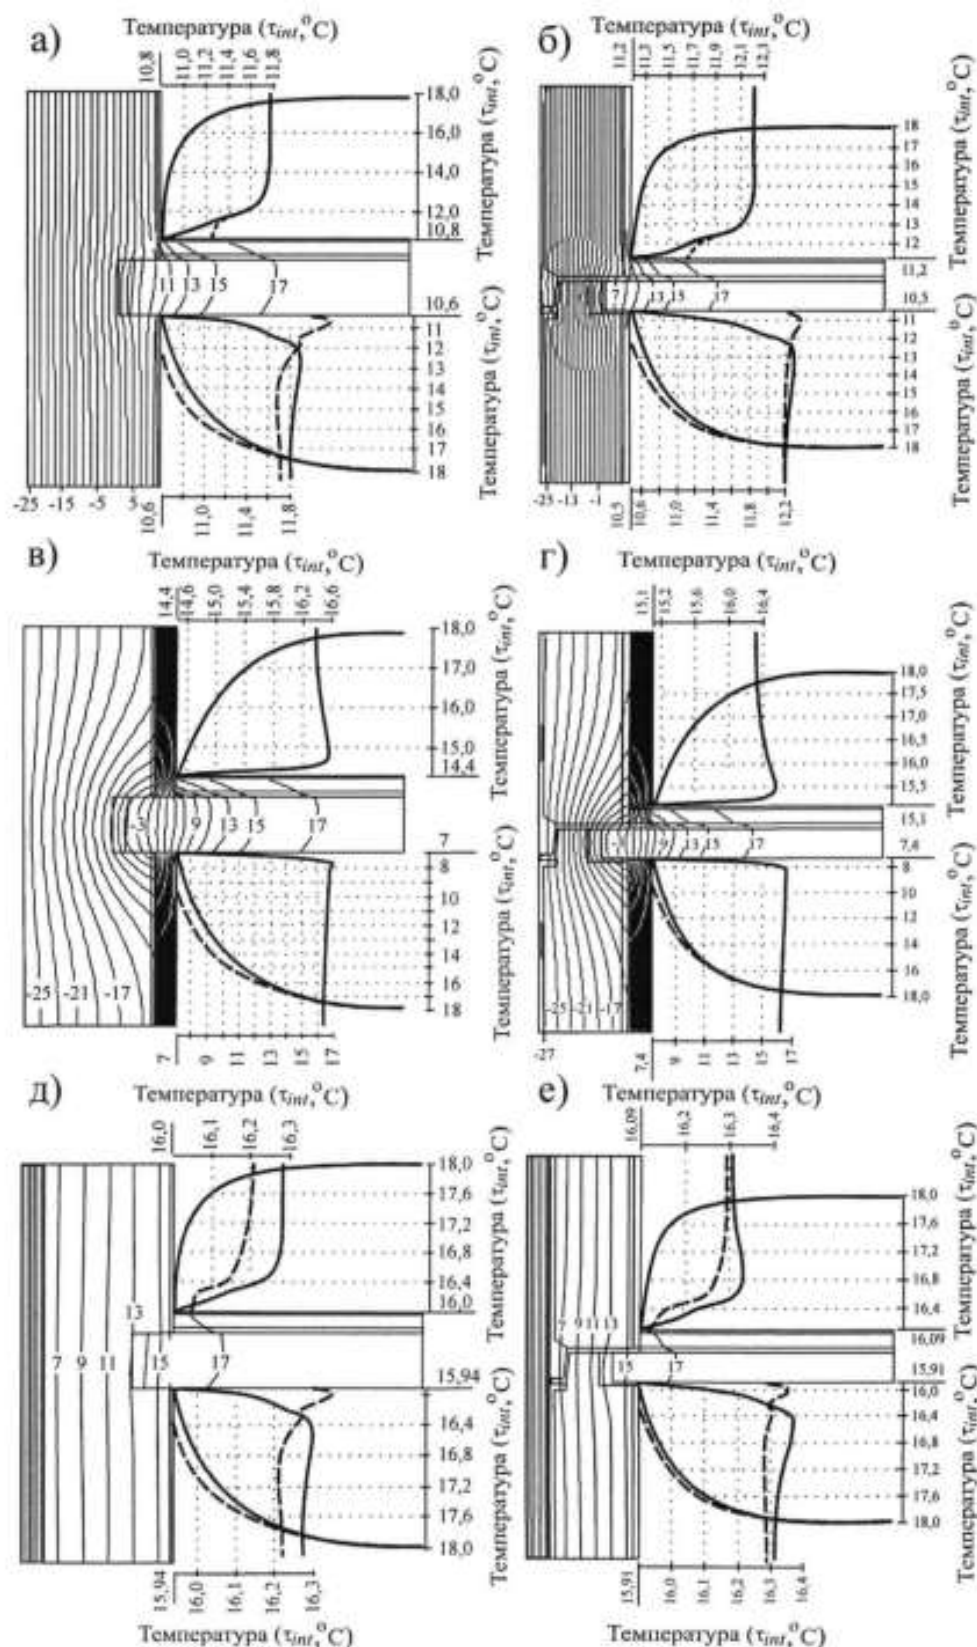 а)
Температура (τint, °C)
10,8 11,0 11,2 11,4 11,6 11,8
18,0
16,0
14,0
12,0
10,8
Температура (τint, °C)
11 13 15 17
10,6
11
12
13
15
16
17
18
Температура (τint, °C)
-25 -15 -5 5
10,6 11,0 11,4 11,8
б)
Температура (τint, °C)
11,2 11,3 11,5 11,7 11,9 12,1 12,3
18
17
15
14
13
12
11,2
Температура (τint, °C)
7 13 15 17
10,5
11
12
13
15
16
17
18
Температура (τint, °C)
-25 -13 -1
10,5 10,6 11,0 11,4 11,8 12,2
в)
Температура (τint, °C)
14,4 14,6 15,0 15,4 15,8 16,2 16,6
18,0
17,0
16,0
15,0
14,4
Температура (τint, °C)
-3 9 13 15 17
7
8
10
12
14
16
18
Температура (τint, °C)
-25 -21 -17
7 9 11 13 15 17
г)
Температура (τint, °C)
15,1 15,2 15,6 16,0 16,4
18,0
17,5
17,0
16,5
16,0
15,5
15,1
Температура (τint, °C)
9 13 15 17
7,4
8
10
12
16
18,0
Температура (τint, °C)
-25 -21 -17
-27
7,4 9 11 13 15 17
д)
Температура (τint, °C)
16,0 16,1 16,2 16,3
18,0
17,6
17,2
16,8
16,4
16,0
Температура (τint, °C)
13
7 9 11 15 17
15,94
16,4
16,8
17,2
17,6
18,0
Температура (τint, °C)
15,94 16,0 16,1 16,2 16,3
Температура (τint, °C)
е)
Температура (τint, °C)
16,09 16,2 16,3 16,4
18,0
17,6
17,2
16,8
16,4
16,09
Температура (τint, °C)
7 9 11 13
15 17
15,91
16,0
16,4
16,8
17,2
17,6
18,0
Температура (τint, °C)
15,91 16,0 16,1 16,2 16,3 16,4
Температура (τint, °C)